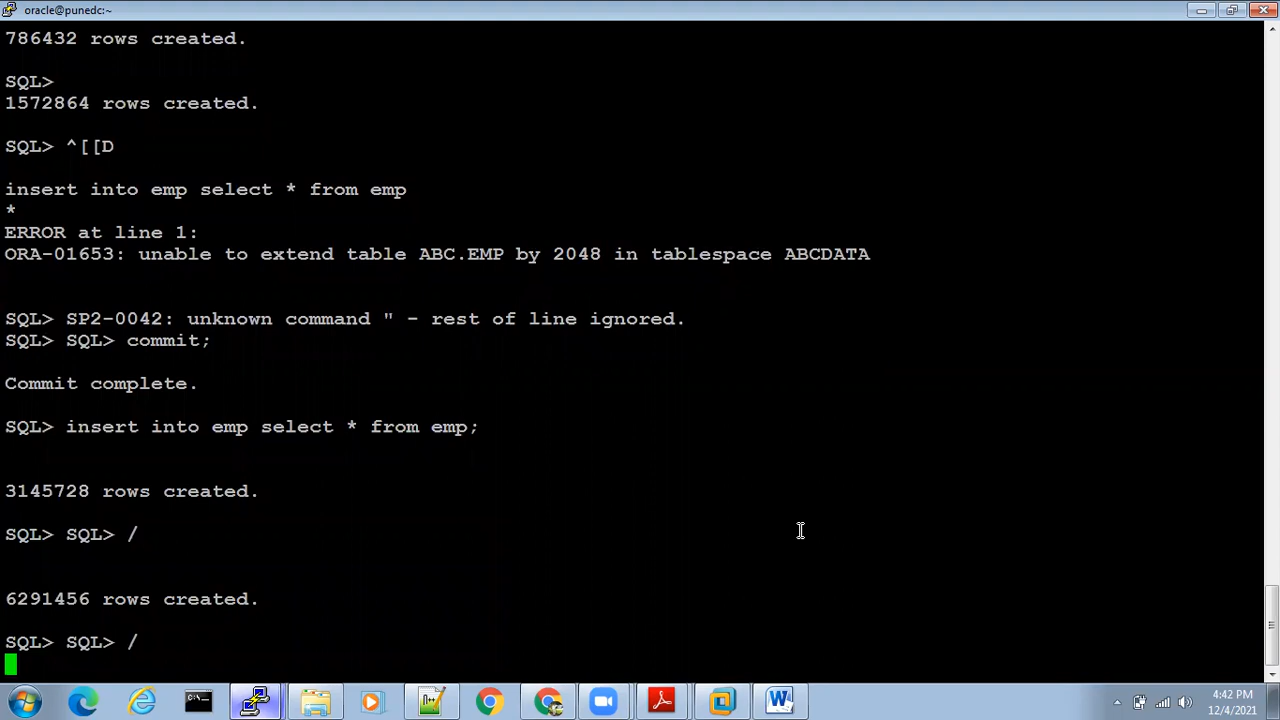 oracle@punedc:~
786432 rows created.
SQL>
1572864 rows created.
SQL> ^[[D
insert into emp select * from emp
*
ERROR at line 1:
ORA-01653: unable to extend table ABC.EMP by 2048 in tablespace ABCDATA
SQL> SP2-0042: unknown command " - rest of line ignored.
SQL> SQL> commit;
Commit complete.
SQL> insert into emp select * from emp;
3145728 rows created.
SQL> SQL> /
6291456 rows created.
SQL> SQL> /
4:42 PM
12/4/2021